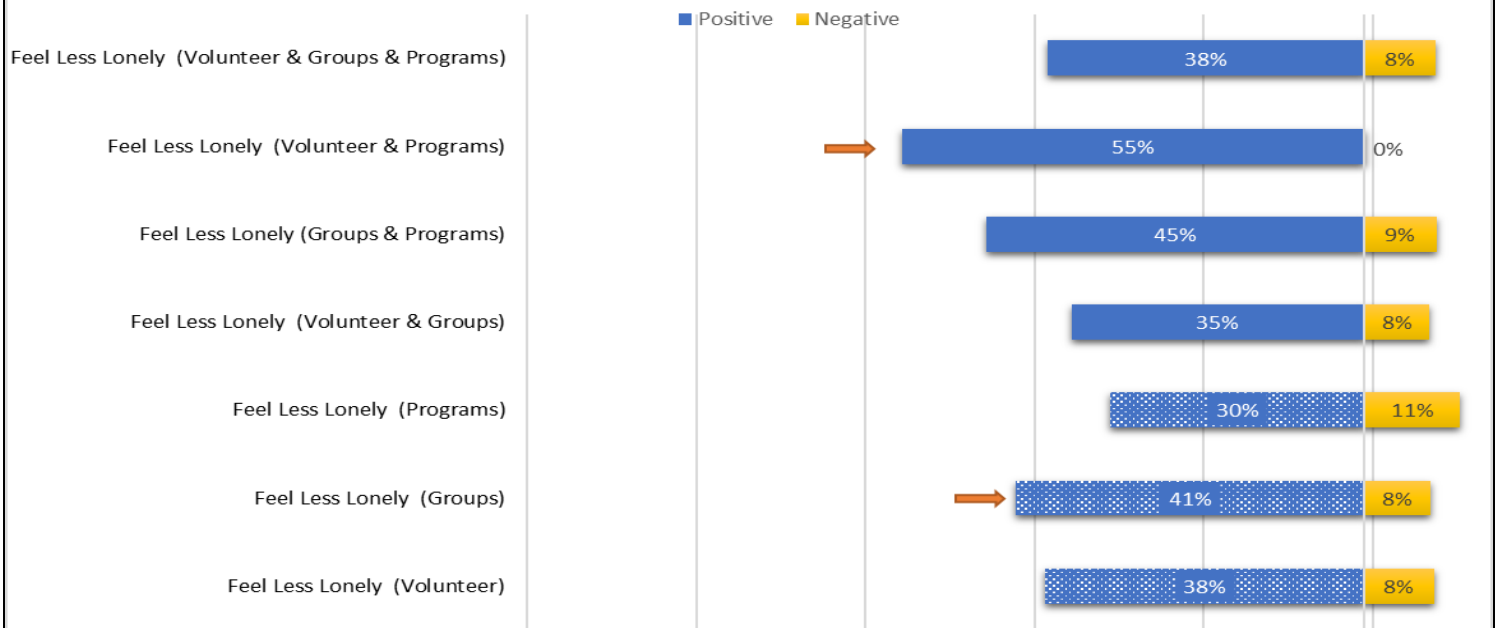 Positive Negative
Feel Less Lonely (Volunteer & Groups & Programs) 38% 8%
Feel Less Lonely (Volunteer & Programs) 55% 0%
Feel Less Lonely (Groups & Programs) 45% 9%
Feel Less Lonely (Volunteer & Groups) 35% 8%
Feel Less Lonely (Programs) 30% 11%
Feel Less Lonely (Groups) 41% 8%
Feel Less Lonely (Volunteer) 38% 8%